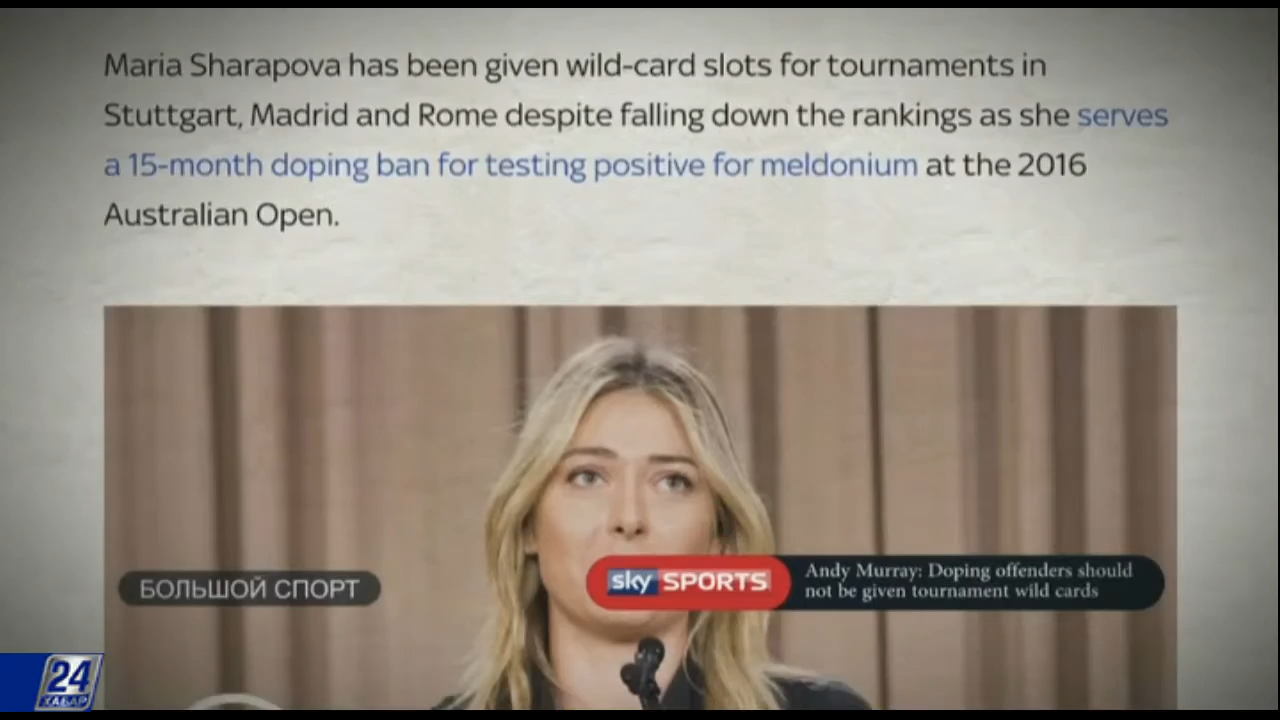 Maria Sharapova has been given wild-card slots for tournaments in
Stuttgart, Madrid and Rome despite falling down the rankings as she serves
a 15-month doping ban for testing positive for meldonium at the 2016
Australian Open.
БОЛЬШОЙ СПОРТ
sky SPORTS
Andy Murray: Doping offenders should
not be given tournament wild cards
24
ХАБАР